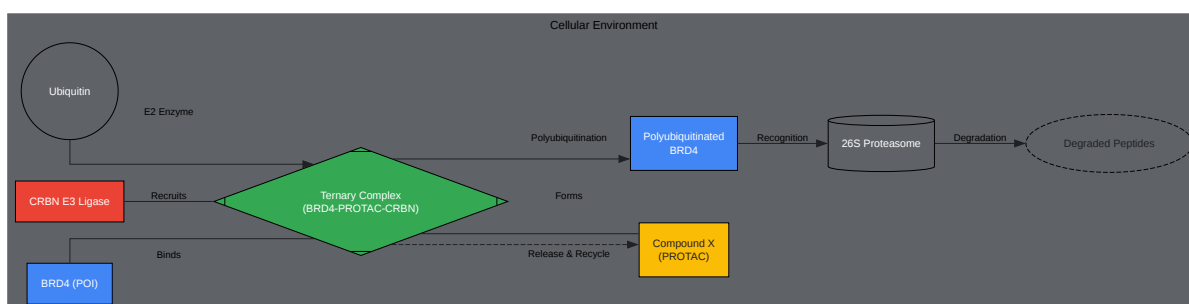 Cellular Environment
Ubiquitin
E2 Enzyme
Polyubiquitination
Polyubiquitinated
BRD4
Recognition
26S Proteasome
Degradation
Degraded Peptides
CRBN E3 Ligase
Recruits
Ternary Complex
(BRD4-PROTAC-CRBN)
Forms
Binds
Release & Recycle
Compound X
(PROTAC)
BRD4 (POI)